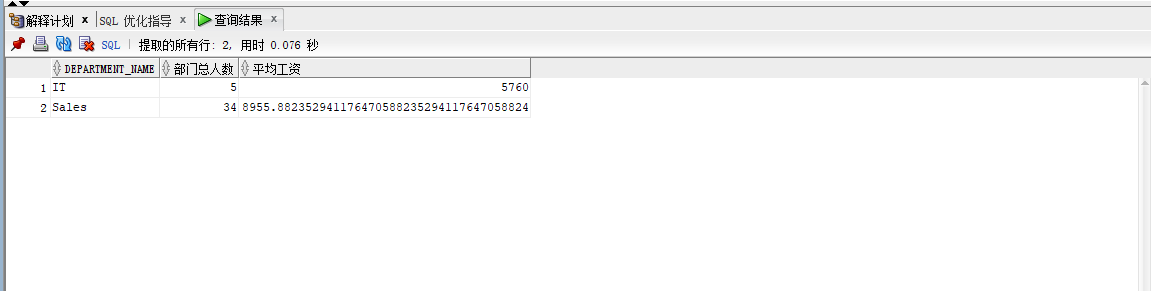 解释计划 x SQL 优化指导 x 查询结果 x
SQL | 提取的所有行: 2, 用时 0.076 秒
DEPARTMENT_NAME 部门总人数 平均工资
1 IT 5 5760
2 Sales 34 8955.88235294117647058823529411764705882​4